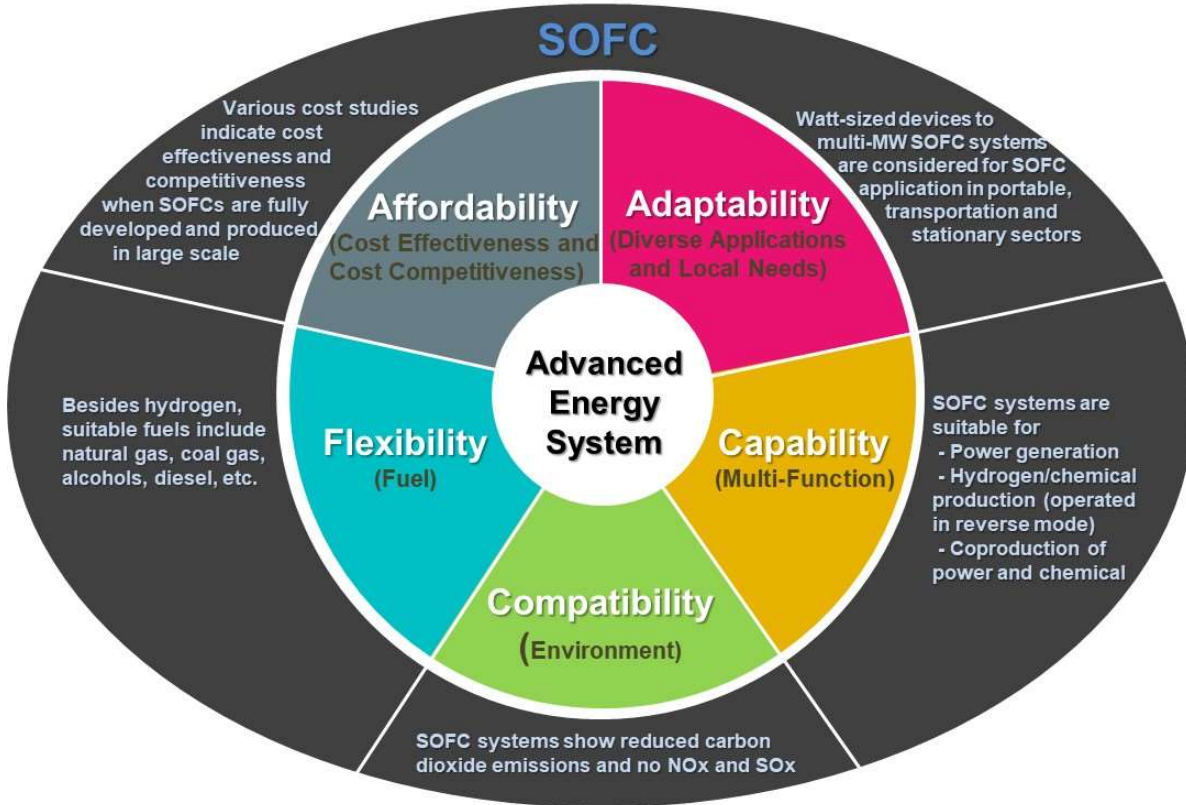 SOFC
Various cost studies
indicate cost
effectiveness and
competitiveness
when SOFCs are fully
developed and produced
in large scale
Watt-sized devices to
multi-MW SOFC systems
are considered for SOFC
application in portable,
transportation and
stationary sectors
Affordability
(Cost Effectiveness and
Cost Competitiveness)
Adaptability
(Diverse Applications
and Local Needs)
Advanced
Energy
System
Besides hydrogen,
suitable fuels include
natural gas, coal gas,
alcohols, diesel, etc.
Flexibility
(Fuel)
Capability
(Multi-Function)
SOFC systems are
suitable for
- Power generation
- Hydrogen/chemical
production (operated
in reverse mode)
- Coproduction of
power and chemical
Compatibility
(Environment)
SOFC systems show reduced carbon
dioxide emissions and no NOx and SOx